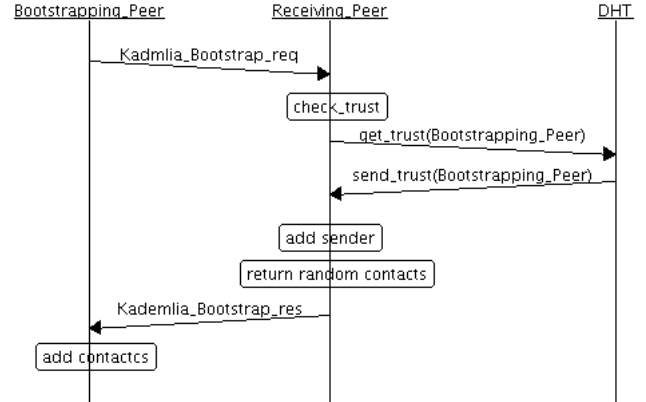 Bootstrapping_Peer Receiving_Peer DHT
Kadmlia_Bootstrap_req
check_trust
get_trust(Bootstrapping_Peer)
send_trust(Bootstrapping_Peer)
add sender
return random contacts
Kademlia_Bootstrap_res
add contactcs